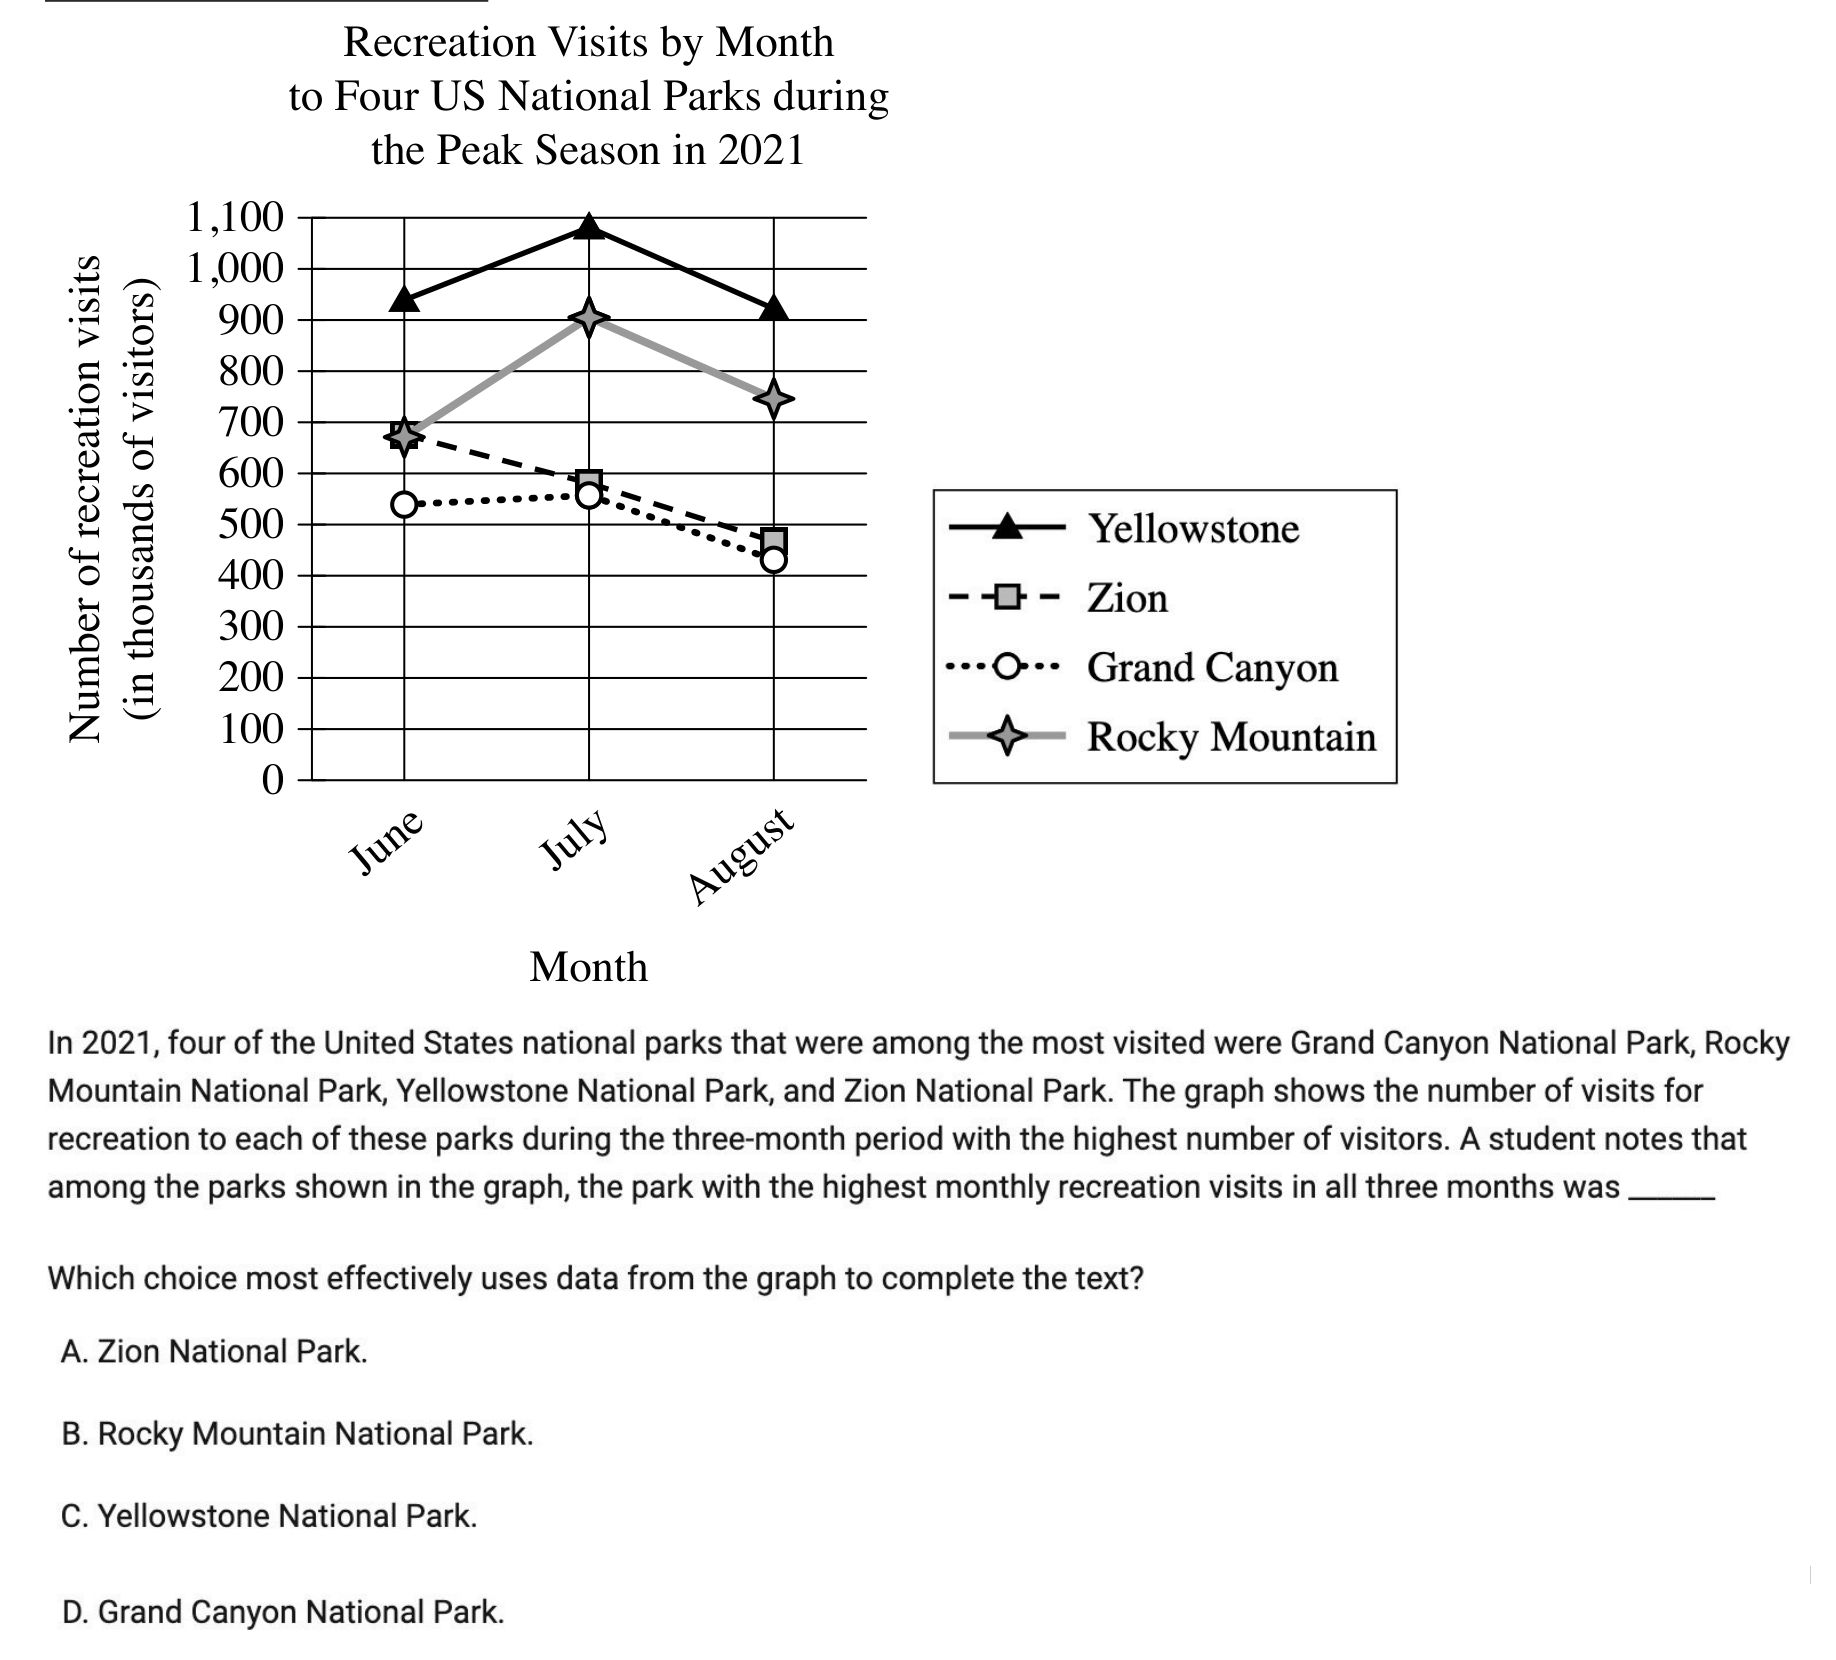 Recreation Visits by Month
to Four US National Parks during
the Peak Season in 2021
Number of recreation visits
(in thousands of visitors)
1,100
1,000
900
800
700
600
500
400
300
200
100
0
June
July
August
Month
Yellowstone
Zion
Grand Canyon
Rocky Mountain
In 2021, four of the United States national parks that were among the most visited were Grand Canyon National Park, Rocky
Mountain National Park, Yellowstone National Park, and Zion National Park. The graph shows the number of visits for
recreation to each of these parks during the three-month period with the highest number of visitors. A student notes that
among the parks shown in the graph, the park with the highest monthly recreation visits in all three months was ______
Which choice most effectively uses data from the graph to complete the text?
A. Zion National Park.
B. Rocky Mountain National Park.
C. Yellowstone National Park.
D. Grand Canyon National Park.